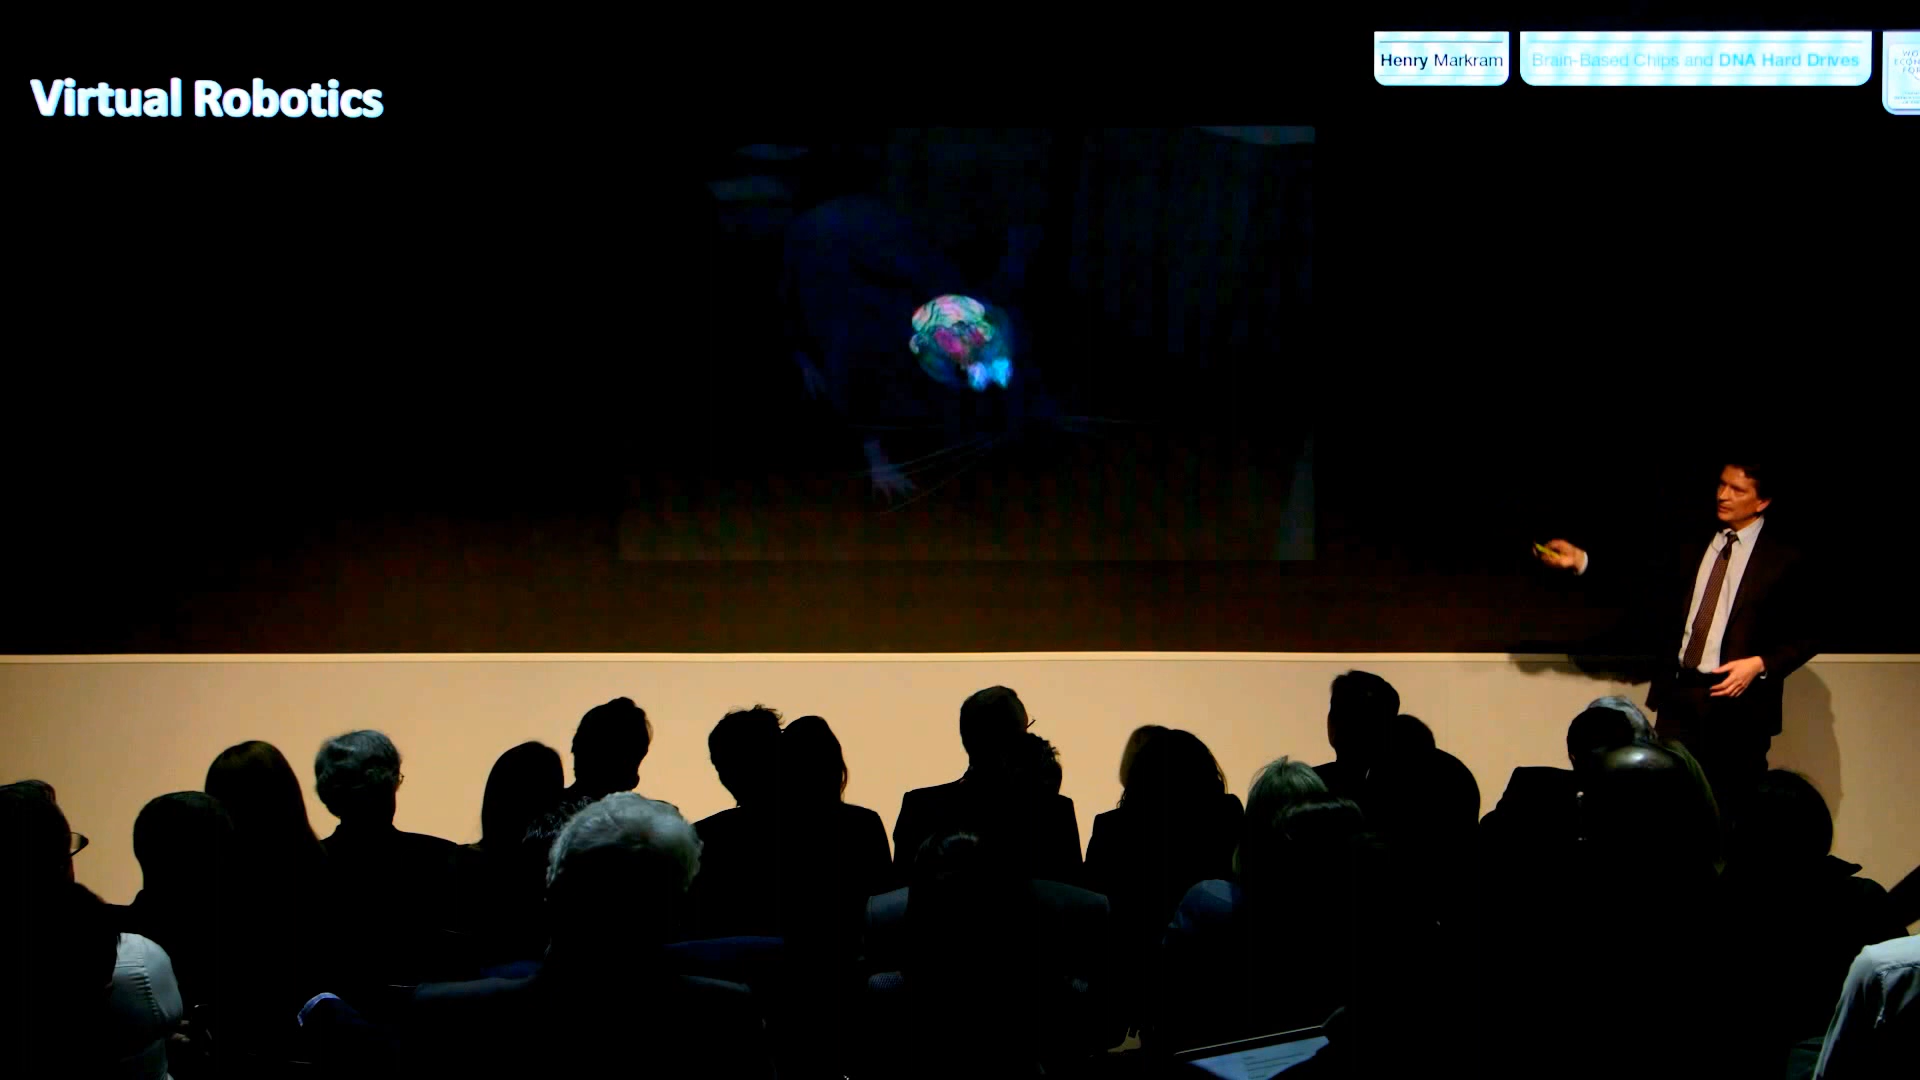 Virtual Robotics
Henry Markram
Brain-Based Chips and DNA Hard Drives